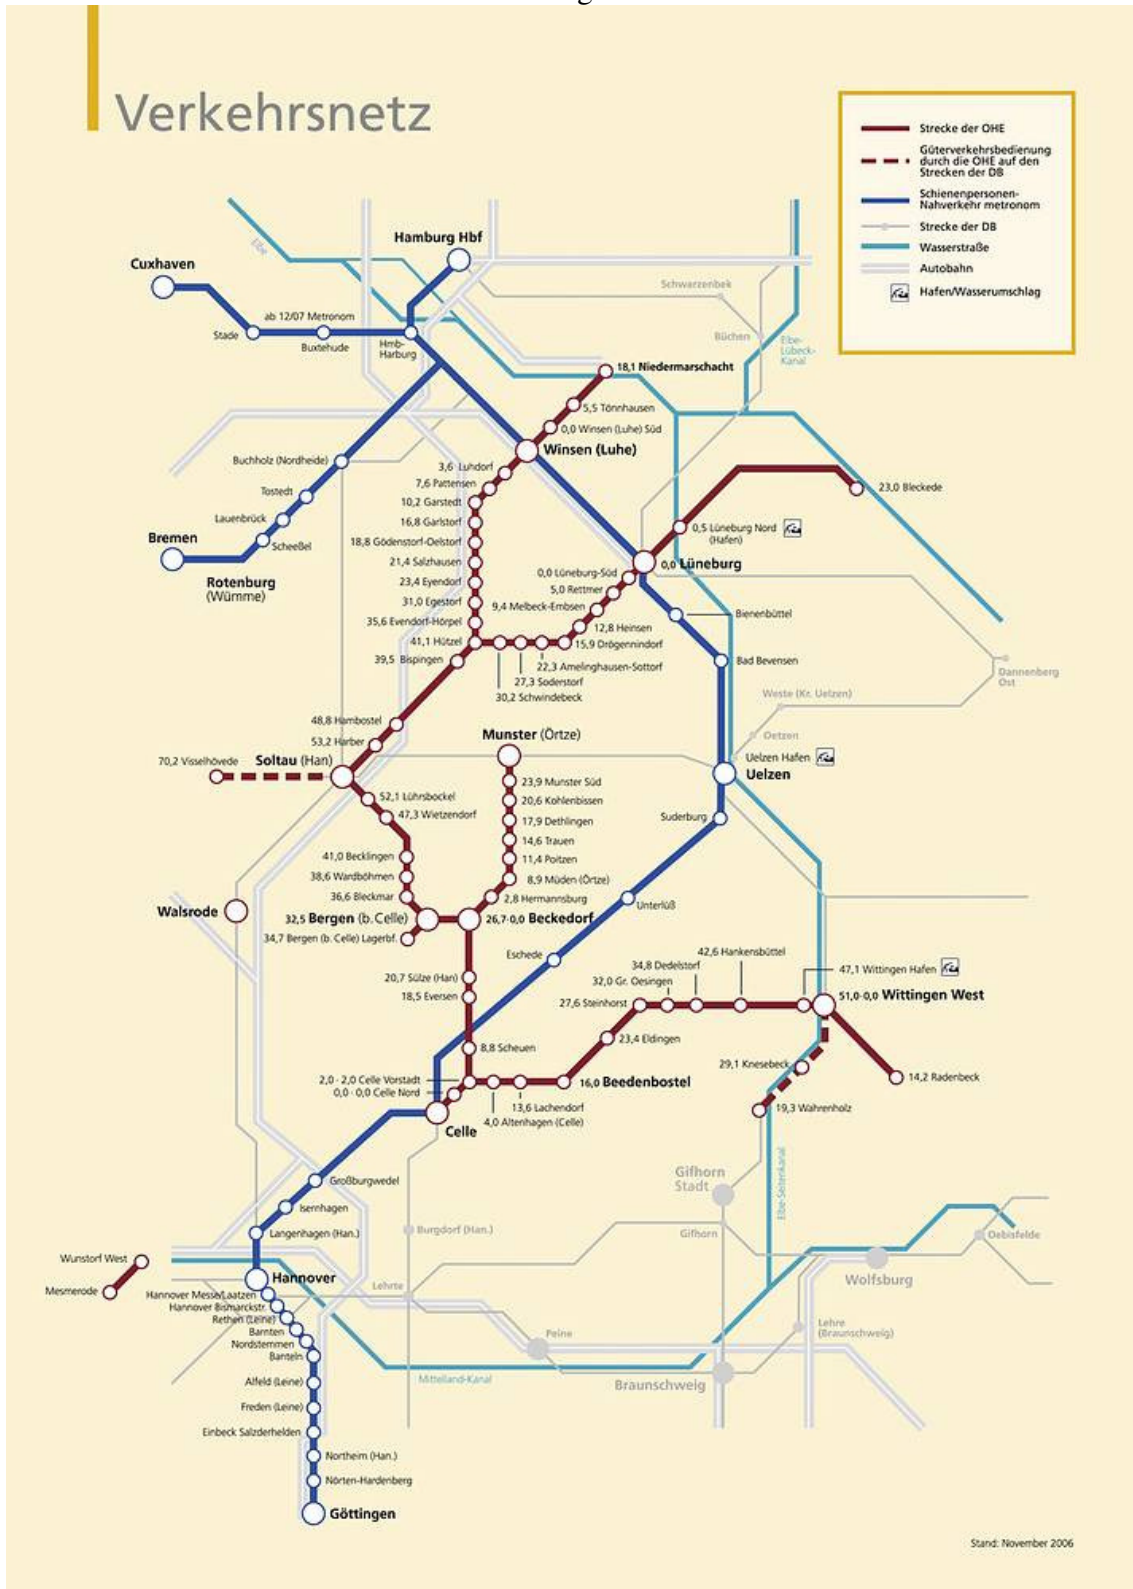 Verkehrsnetz
Strecke der OHE
Güterverkehrsbedienung
durch die OHE auf den
Strecken der DB
Schienenpersonen-
Nahverkehr metronom
Strecke der DB
Wasserstraße
Autobahn
Hafen/Wasserumschlag
Hamburg Hbf
Elbe
Cuxhaven
Schwarzenbek
ab 12/07 Metronom
Stade
Buxtehude
Hmb-
Harburg
Büchen
Elbe-
Lübeck-
Kanal
18,1 Niedermarschacht
5,5 Tönnhausen
0,0 Winsen (Luhe) Süd
Winsen (Luhe)
Buchholz (Nordheide)
3,6 Luhdorf
7,6 Pattensen
Tostedt
10,2 Garstedt
23,0 Bleckede
Lauenbrück
16,8 Garlstorf
0,5 Lüneburg Nord
(Hafen)
Bremen
Scheeßel
18,8 Gödenstorf-Oelstorf
21,4 Salzhausen
0,0 Lüneburg
Rotenburg
(Wümme)
23,4 Eyendorf
0,0 Lüneburg-Süd
5,0 Rettmer
31,0 Egestorf
9,4 Melbeck-Embsen
35,6 Evendorf-Hörpel
12,8 Heinsen
Bienenbüttel
41,1 Hützel
15,9 Drögennindorf
39,5 Bispingen
22,3 Amelinghausen-Sottorf
Bad Bevensen
27,3 Soderstorf
30,2 Schwindebeck
Dannenberg
Ost
Weste (Kr. Uelzen)
48,8 Hambostel
53,2 Harber
Munster (Örtze)
Oetzen
70,2 Visselhövede
Soltau (Han)
Uelzen Hafen
Uelzen
23,9 Munster Süd
52,1 Lührsbockel
20,6 Kohlenbissen
47,3 Wietzendorf
17,9 Dethlingen
Suderburg
14,6 Trauen
41,0 Becklingen
11,4 Poitzen
38,6 Wardböhmen
8,9 Müden (Örtze)
36,6 Bleckmar
2,8 Hermannsburg
Unterlüß
Walsrode
32,5 Bergen (b. Celle)
26,7·0,0 Beckedorf
34,7 Bergen (b. Celle) Lagerbf.
Eschede
42,6 Hankensbüttel
34,8 Dedelstorf
47,1 Wittingen Hafen
20,7 Sülze (Han)
32,0 Gr. Oesingen
18,5 Eversen
27,6 Steinhorst
51,0·0,0 Wittingen West
23,4 Eldingen
8,8 Scheuen
29,1 Knesebeck
14,2 Radenbeck
2,0 · 2,0 Celle Vorstadt
16,0 Beedenbostel
0,0 · 0,0 Celle Nord
13,6 Lachendorf
19,3 Wahrenholz
4,0 Altenhagen (Celle)
Celle
Gifhorn
Stadt
Elbe-Seitenkanal
Großburgwedel
Isernhagen
Langenhagen (Han.)
Burgdorf (Han.)
Gifhorn
Oebisfelde
Wunstorf West
Mesmerode
Hannover
Wolfsburg
Lehrte
Hannover Messe/Laatzen
Hannover Bismarckstr.
Rethen (Leine)
Barnten
Nordstemmen
Banteln
Peine
Lehre
(Braunschweig)
Mittelland-Kanal
Braunschweig
Alfeld (Leine)
Freden (Leine)
Einbeck Salzderhelden
Northeim (Han.)
Nörten-Hardenberg
Göttingen
Stand: November 2006